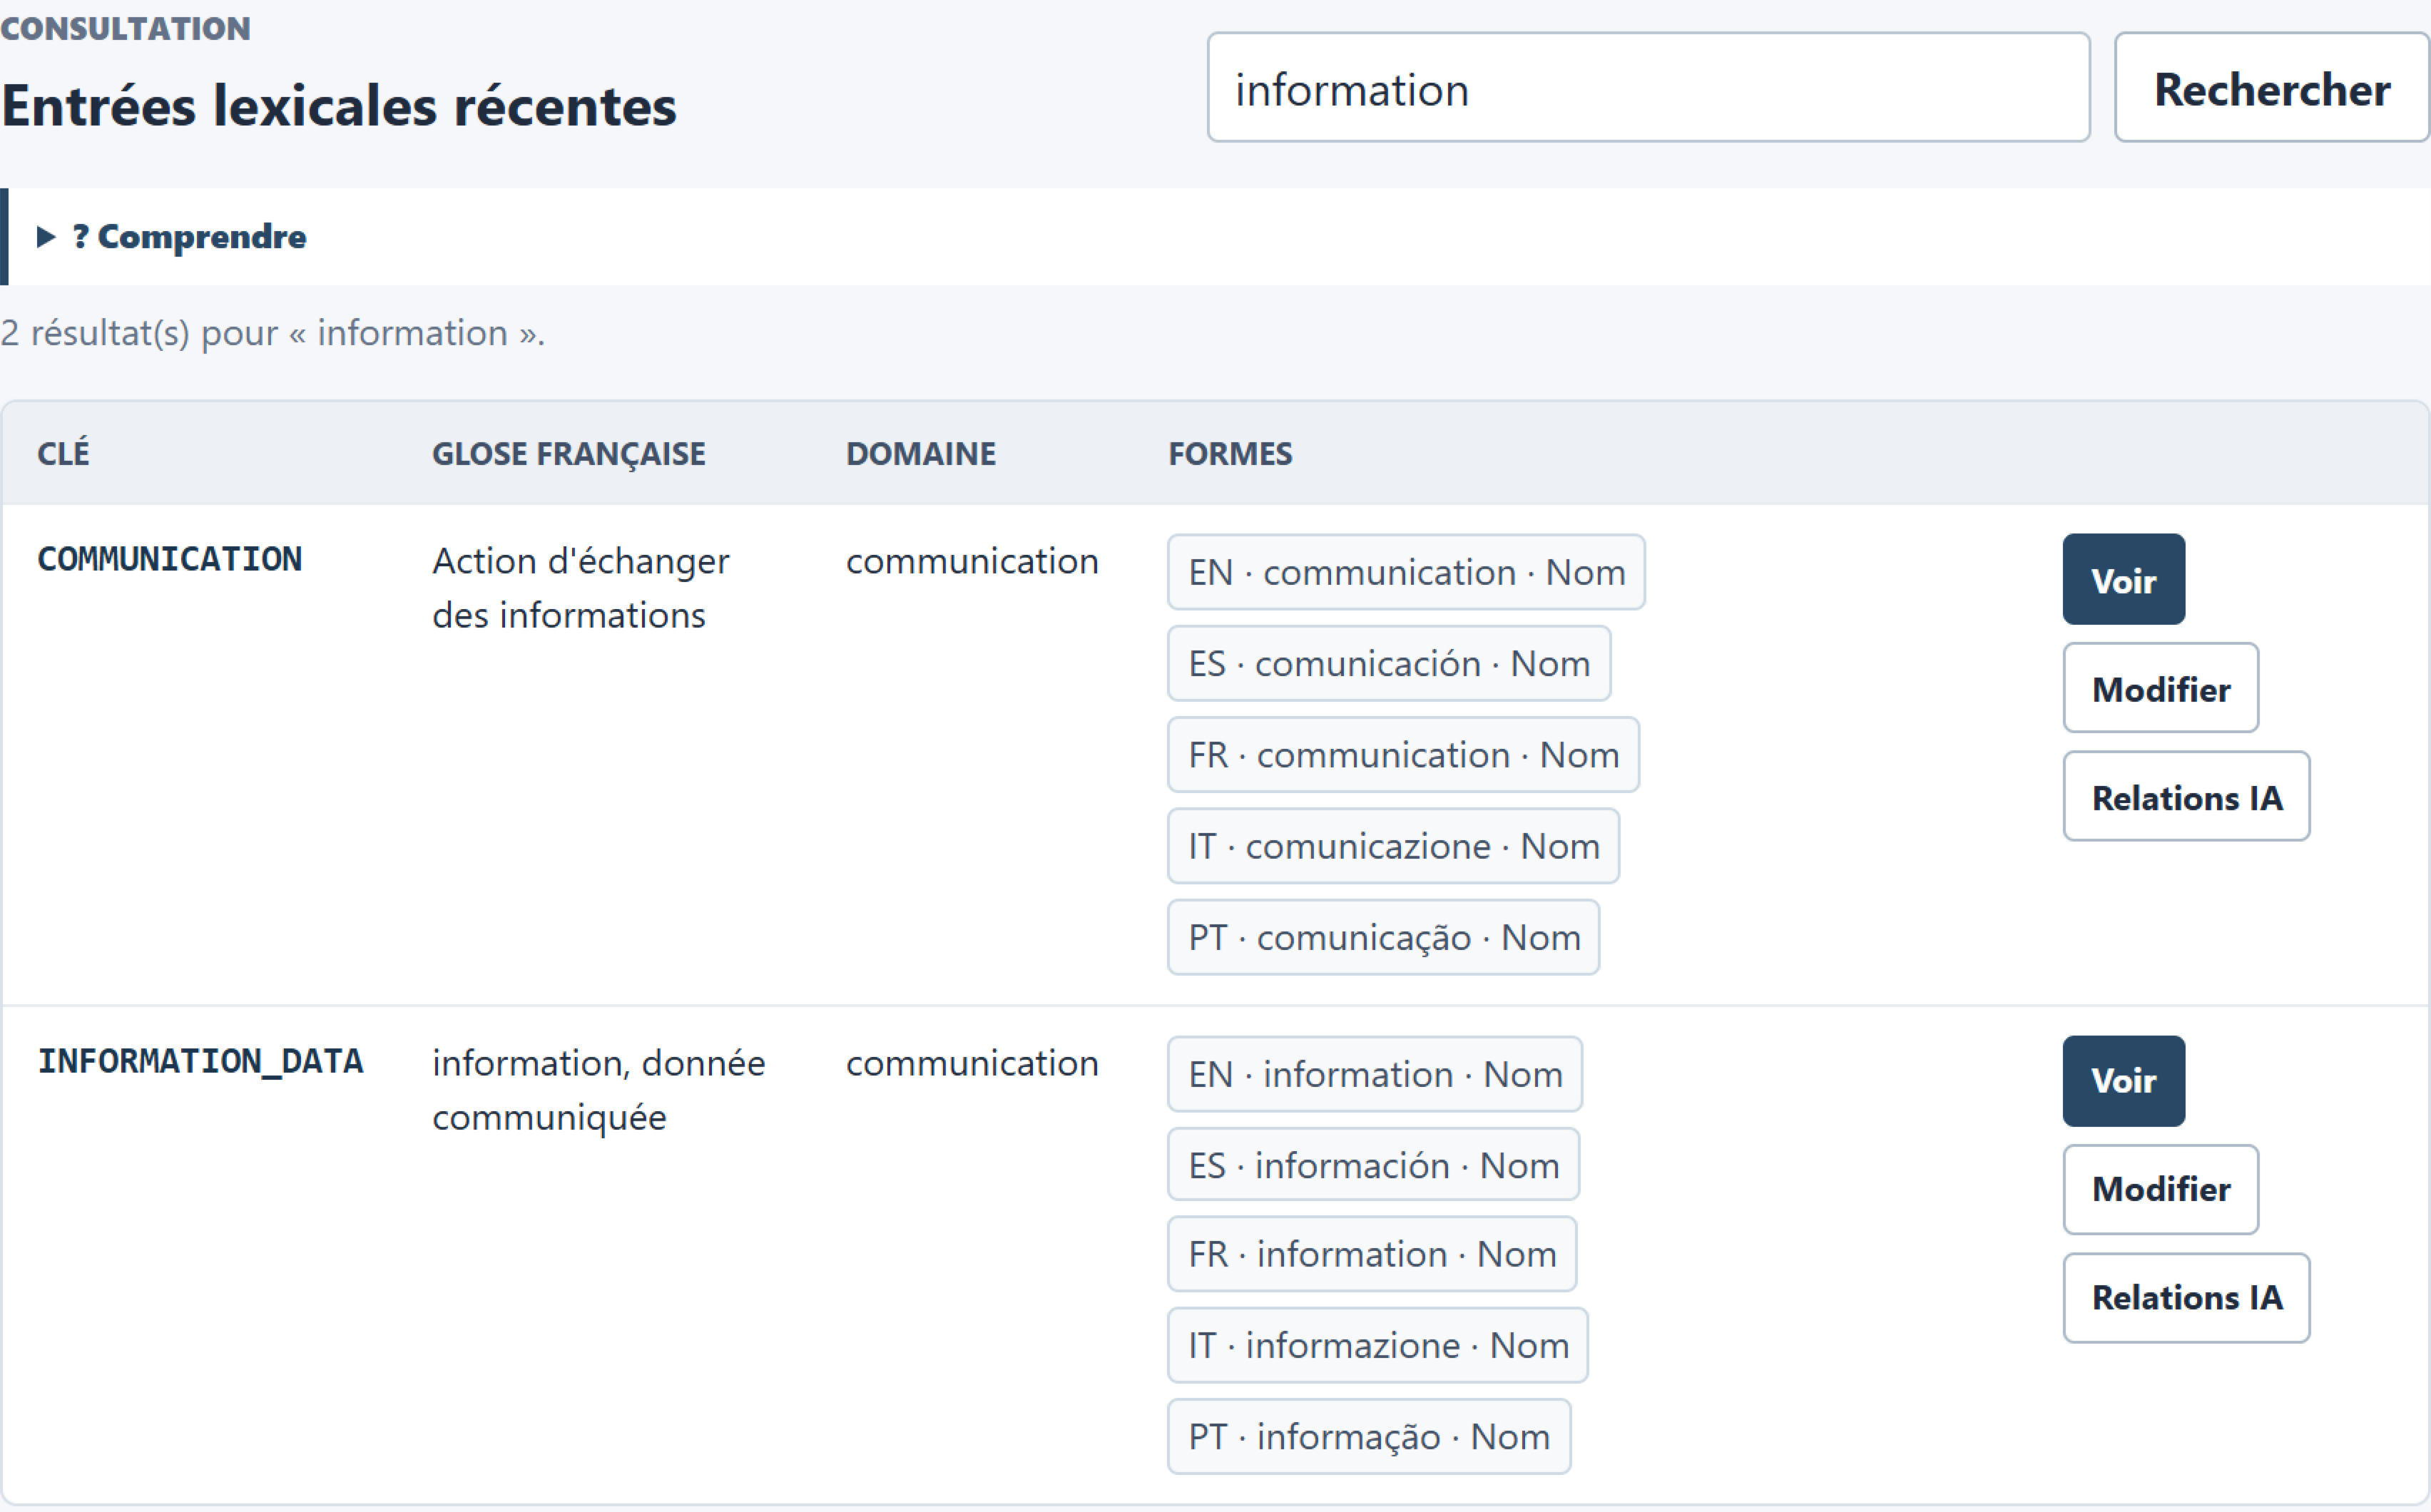 CONSULTATION
Entrées lexicales récentes
information
Rechercher
? Comprendre
2 résultat(s) pour « information ».
CLÉ GLOSE FRANÇAISE DOMAINE FORMES
COMMUNICATION
Action d'échanger
des informations
communication
EN · communication · Nom
ES · comunicación · Nom
FR · communication · Nom
IT · comunicazione · Nom
PT · comunicação · Nom
Voir
Modifier
Relations IA
INFORMATION_DATA
information, donnée
communiquée
communication
EN · information · Nom
ES · información · Nom
FR · information · Nom
IT · informazione · Nom
PT · informação · Nom
Voir
Modifier
Relations IA